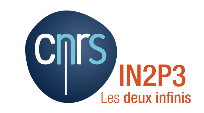 cnrs
IN2P3
Les deux infinis